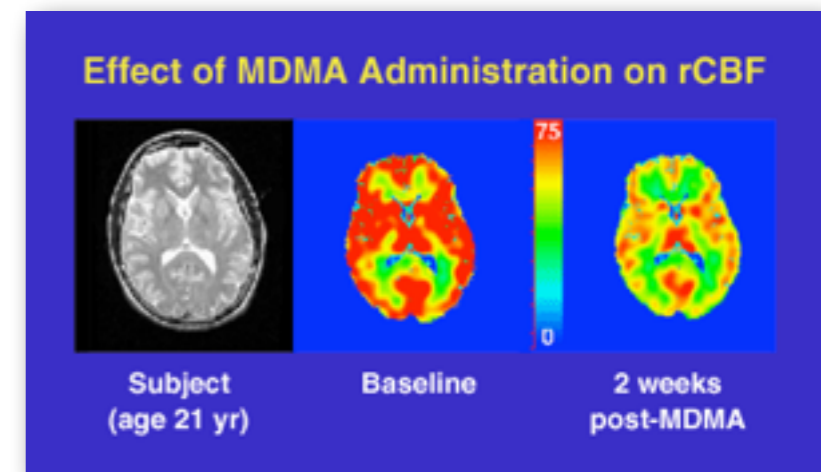 Effect of MDMA Administration on rCBF
75
0
Subject
(age 21 yr)
Baseline
2 weeks
post-MDMA